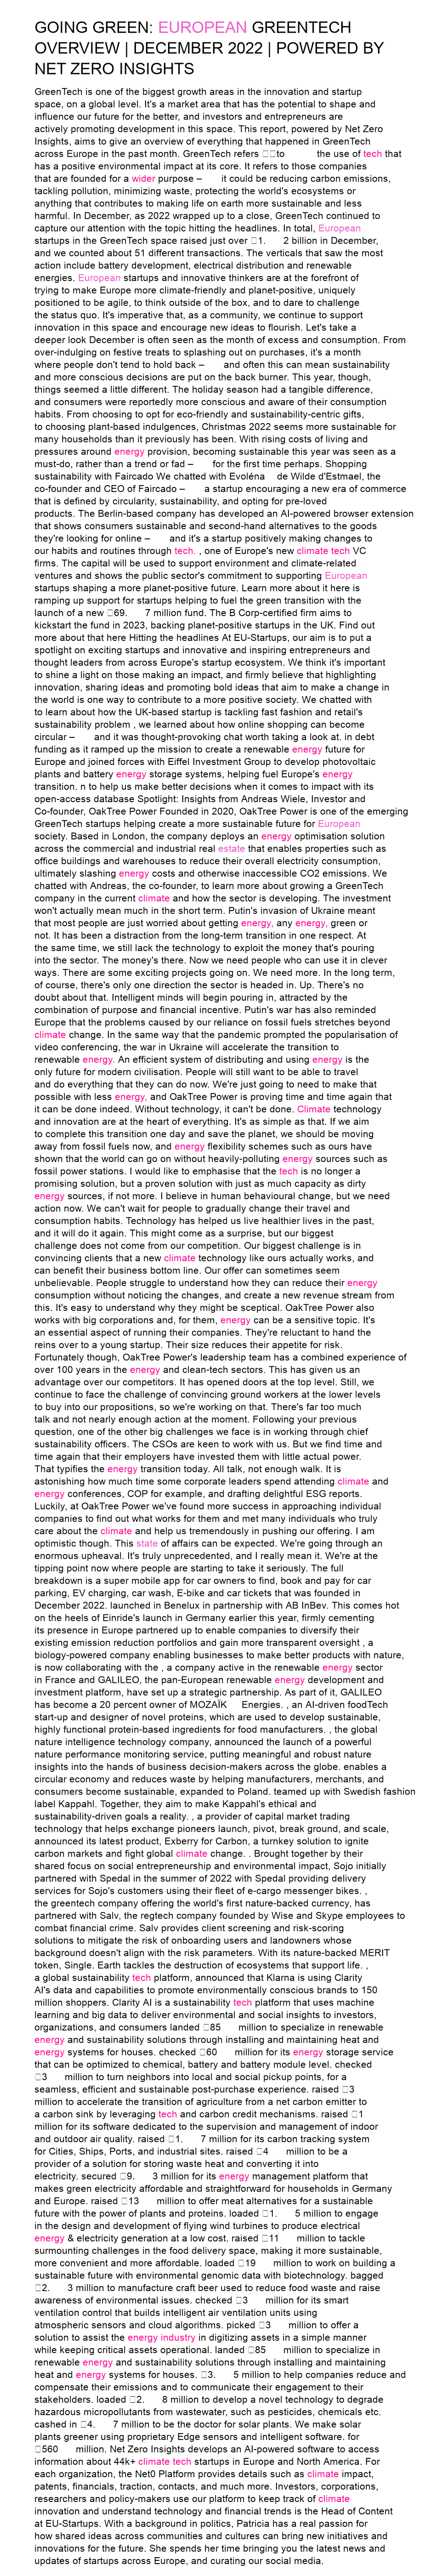 GOING GREEN: EUROPEAN GREENTECH
OVERVIEW | DECEMBER 2022 | POWERED BY
NET ZERO INSIGHTS
GreenTech is one of the biggest growth areas in the innovation and startup
space, on a global level. It's a market area that has the potential to shape and
influence our future for the better, and investors and entrepreneurs are
actively promoting development in this space. This report, powered by Net Zero
Insights, aims to give an overview of everything that happened in GreenTech
across Europe in the past month. GreenTech refers □□to the use of tech that
has a positive environmental impact at its core. It refers to those companies
that are founded for a wider purpose – it could be reducing carbon emissions,
tackling pollution, minimizing waste, protecting the world's ecosystems or
anything that contributes to making life on earth more sustainable and less
harmful. In December, as 2022 wrapped up to a close, GreenTech continued to
capture our attention with the topic hitting the headlines. In total, European
startups in the GreenTech space raised just over □1. 2 billion in December,
and we counted about 51 different transactions. The verticals that saw the most
action include battery development, electrical distribution and renewable
energies. European startups and innovative thinkers are at the forefront of
trying to make Europe more climate-friendly and planet-positive, uniquely
positioned to be agile, to think outside of the box, and to dare to challenge
the status quo. It's imperative that, as a community, we continue to support
innovation in this space and encourage new ideas to flourish. Let's take a
deeper look December is often seen as the month of excess and consumption. From
over-indulging on festive treats to splashing out on purchases, it's a month
where people don't tend to hold back – and often this can mean sustainability
and more conscious decisions are put on the back burner. This year, though,
things seemed a little different. The holiday season had a tangible difference,
and consumers were reportedly more conscious and aware of their consumption
habits. From choosing to opt for eco-friendly and sustainability-centric gifts,
to choosing plant-based indulgences, Christmas 2022 seems more sustainable for
many households than it previously has been. With rising costs of living and
pressures around energy provision, becoming sustainable this year was seen as a
must-do, rather than a trend or fad – for the first time perhaps. Shopping
sustainability with Faircado We chatted with Evoléna de Wilde d'Estmael, the
co-founder and CEO of Faircado – a startup encouraging a new era of commerce
that is defined by circularity, sustainability, and opting for pre-loved
products. The Berlin-based company has developed an AI-powered browser extension
that shows consumers sustainable and second-hand alternatives to the goods
they're looking for online – and it's a startup positively making changes to
our habits and routines through tech. , one of Europe's new climate tech VC
firms. The capital will be used to support environment and climate-related
ventures and shows the public sector's commitment to supporting European
startups shaping a more planet-positive future. Learn more about it here is
ramping up support for startups helping to fuel the green transition with the
launch of a new □69. 7 million fund. The B Corp-certified firm aims to
kickstart the fund in 2023, backing planet-positive startups in the UK. Find out
more about that here Hitting the headlines At EU-Startups, our aim is to put a
spotlight on exciting startups and innovative and inspiring entrepreneurs and
thought leaders from across Europe's startup ecosystem. We think it's important
to shine a light on those making an impact, and firmly believe that highlighting
innovation, sharing ideas and promoting bold ideas that aim to make a change in
the world is one way to contribute to a more positive society. We chatted with
to learn about how the UK-based startup is tackling fast fashion and retail's
sustainability problem , we learned about how online shopping can become
circular – and it was thought-provoking chat worth taking a look at. in debt
funding as it ramped up the mission to create a renewable energy future for
Europe and joined forces with Eiffel Investment Group to develop photovoltaic
plants and battery energy storage systems, helping fuel Europe's energy
transition. n to help us make better decisions when it comes to impact with its
open-access database Spotlight: Insights from Andreas Wiele, Investor and
Co-founder, OakTree Power Founded in 2020, OakTree Power is one of the emerging
GreenTech startups helping create a more sustainable future for European
society. Based in London, the company deploys an energy optimisation solution
across the commercial and industrial real estate that enables properties such as
office buildings and warehouses to reduce their overall electricity consumption,
ultimately slashing energy costs and otherwise inaccessible CO2 emissions. We
chatted with Andreas, the co-founder, to learn more about growing a GreenTech
company in the current climate and how the sector is developing. The investment
won't actually mean much in the short term. Putin's invasion of Ukraine meant
that most people are just worried about getting energy, any energy, green or
not. It has been a distraction from the long-term transition in one respect. At
the same time, we still lack the technology to exploit the money that's pouring
into the sector. The money's there. Now we need people who can use it in clever
ways. There are some exciting projects going on. We need more. In the long term,
of course, there's only one direction the sector is headed in. Up. There's no
doubt about that. Intelligent minds will begin pouring in, attracted by the
combination of purpose and financial incentive. Putin's war has also reminded
Europe that the problems caused by our reliance on fossil fuels stretches beyond
climate change. In the same way that the pandemic prompted the popularisation of
video conferencing, the war in Ukraine will accelerate the transition to
renewable energy. An efficient system of distributing and using energy is the
only future for modern civilisation. People will still want to be able to travel
and do everything that they can do now. We're just going to need to make that
possible with less energy, and OakTree Power is proving time and time again that
it can be done indeed. Without technology, it can't be done. Climate technology
and innovation are at the heart of everything. It's as simple as that. If we aim
to complete this transition one day and save the planet, we should be moving
away from fossil fuels now, and energy flexibility schemes such as ours have
shown that the world can go on without heavily-polluting energy sources such as
fossil power stations. I would like to emphasise that the tech is no longer a
promising solution, but a proven solution with just as much capacity as dirty
energy sources, if not more. I believe in human behavioural change, but we need
action now. We can't wait for people to gradually change their travel and
consumption habits. Technology has helped us live healthier lives in the past,
and it will do it again. This might come as a surprise, but our biggest
challenge does not come from our competition. Our biggest challenge is in
convincing clients that a new climate technology like ours actually works, and
can benefit their business bottom line. Our offer can sometimes seem
unbelievable. People struggle to understand how they can reduce their energy
consumption without noticing the changes, and create a new revenue stream from
this. It's easy to understand why they might be sceptical. OakTree Power also
works with big corporations and, for them, energy can be a sensitive topic. It's
an essential aspect of running their companies. They're reluctant to hand the
reins over to a young startup. Their size reduces their appetite for risk.
Fortunately though, OakTree Power's leadership team has a combined experience of
over 100 years in the energy and clean-tech sectors. This has given us an
advantage over our competitors. It has opened doors at the top level. Still, we
continue to face the challenge of convincing ground workers at the lower levels
to buy into our propositions, so we're working on that. There's far too much
talk and not nearly enough action at the moment. Following your previous
question, one of the other big challenges we face is in working through chief
sustainability officers. The CSOs are keen to work with us. But we find time and
time again that their employers have invested them with little actual power.
That typifies the energy transition today. All talk, not enough walk. It is
astonishing how much time some corporate leaders spend attending climate and
energy conferences, COP for example, and drafting delightful ESG reports.
Luckily, at OakTree Power we've found more success in approaching individual
companies to find out what works for them and met many individuals who truly
care about the climate and help us tremendously in pushing our offering. I am
optimistic though. This state of affairs can be expected. We're going through an
enormous upheaval. It's truly unprecedented, and I really mean it. We're at the
tipping point now where people are starting to take it seriously. The full
breakdown is a super mobile app for car owners to find, book and pay for car
parking, EV charging, car wash, E-bike and car tickets that was founded in
December 2022. launched in Benelux in partnership with AB InBev. This comes hot
on the heels of Einride's launch in Germany earlier this year, firmly cementing
its presence in Europe partnered up to enable companies to diversify their
existing emission reduction portfolios and gain more transparent oversight , a
biology-powered company enabling businesses to make better products with nature,
is now collaborating with the , a company active in the renewable energy sector
in France and GALILEO, the pan-European renewable energy development and
investment platform, have set up a strategic partnership. As part of it, GALILEO
has become a 20 percent owner of MOZAÏK Energies. , an AI-driven foodTech
start-up and designer of novel proteins, which are used to develop sustainable,
highly functional protein-based ingredients for food manufacturers. , the global
nature intelligence technology company, announced the launch of a powerful
nature performance monitoring service, putting meaningful and robust nature
insights into the hands of business decision-makers across the globe. enables a
circular economy and reduces waste by helping manufacturers, merchants, and
consumers become sustainable, expanded to Poland. teamed up with Swedish fashion
label Kappahl. Together, they aim to make Kappahl's ethical and
sustainability-driven goals a reality. , a provider of capital market trading
technology that helps exchange pioneers launch, pivot, break ground, and scale,
announced its latest product, Exberry for Carbon, a turnkey solution to ignite
carbon markets and fight global climate change. . Brought together by their
shared focus on social entrepreneurship and environmental impact, Sojo initially
partnered with Spedal in the summer of 2022 with Spedal providing delivery
services for Sojo's customers using their fleet of e-cargo messenger bikes. ,
the greentech company offering the world's first nature-backed currency, has
partnered with Salv, the regtech company founded by Wise and Skype employees to
combat financial crime. Salv provides client screening and risk-scoring
solutions to mitigate the risk of onboarding users and landowners whose
background doesn't align with the risk parameters. With its nature-backed MERIT
token, Single. Earth tackles the destruction of ecosystems that support life. ,
a global sustainability tech platform, announced that Klarna is using Clarity
AI's data and capabilities to promote environmentally conscious brands to 150
million shoppers. Clarity AI is a sustainability tech platform that uses machine
learning and big data to deliver environmental and social insights to investors,
organizations, and consumers landed □85 million to specialize in renewable
energy and sustainability solutions through installing and maintaining heat and
energy systems for houses. checked □60 million for its energy storage service
that can be optimized to chemical, battery and battery module level. checked
□3 million to turn neighbors into local and social pickup points, for a
seamless, efficient and sustainable post-purchase experience. raised □3
million to accelerate the transition of agriculture from a net carbon emitter to
a carbon sink by leveraging tech and carbon credit mechanisms. raised □1
million for its software dedicated to the supervision and management of indoor
and outdoor air quality. raised □1. 7 million for its carbon tracking system
for Cities, Ships, Ports, and industrial sites. raised □4 million to be a
provider of a solution for storing waste heat and converting it into
electricity. secured □9. 3 million for its energy management platform that
makes green electricity affordable and straightforward for households in Germany
and Europe. raised □13 million to offer meat alternatives for a sustainable
future with the power of plants and proteins. loaded □1. 5 million to engage
in the design and development of flying wind turbines to produce electrical
energy & electricity generation at a low cost. raised □11 million to tackle
surmounting challenges in the food delivery space, making it more sustainable,
more convenient and more affordable. loaded □19 million to work on building a
sustainable future with environmental genomic data with biotechnology. bagged
□2. 3 million to manufacture craft beer used to reduce food waste and raise
awareness of environmental issues. checked □3 million for its smart
ventilation control that builds intelligent air ventilation units using
atmospheric sensors and cloud algorithms. picked □3 million to offer a
solution to assist the energy industry in digitizing assets in a simple manner
while keeping critical assets operational. landed □85 million to specialize in
renewable energy and sustainability solutions through installing and maintaining
heat and energy systems for houses. □3. 5 million to help companies reduce and
compensate their emissions and to communicate their engagement to their
stakeholders. loaded □2. 8 million to develop a novel technology to degrade
hazardous micropollutants from wastewater, such as pesticides, chemicals etc.
cashed in □4. 7 million to be the doctor for solar plants. We make solar
plants greener using proprietary Edge sensors and intelligent software. for
□560 million. Net Zero Insights develops an AI-powered software to access
information about 44k+ climate tech startups in Europe and North America. For
each organization, the Net0 Platform provides details such as climate impact,
patents, financials, traction, contacts, and much more. Investors, corporations,
researchers and policy-makers use our platform to keep track of climate
innovation and understand technology and financial trends is the Head of Content
at EU-Startups. With a background in politics, Patricia has a real passion for
how shared ideas across communities and cultures can bring new initiatives and
innovations for the future. She spends her time bringing you the latest news and
updates of startups across Europe, and curating our social media.